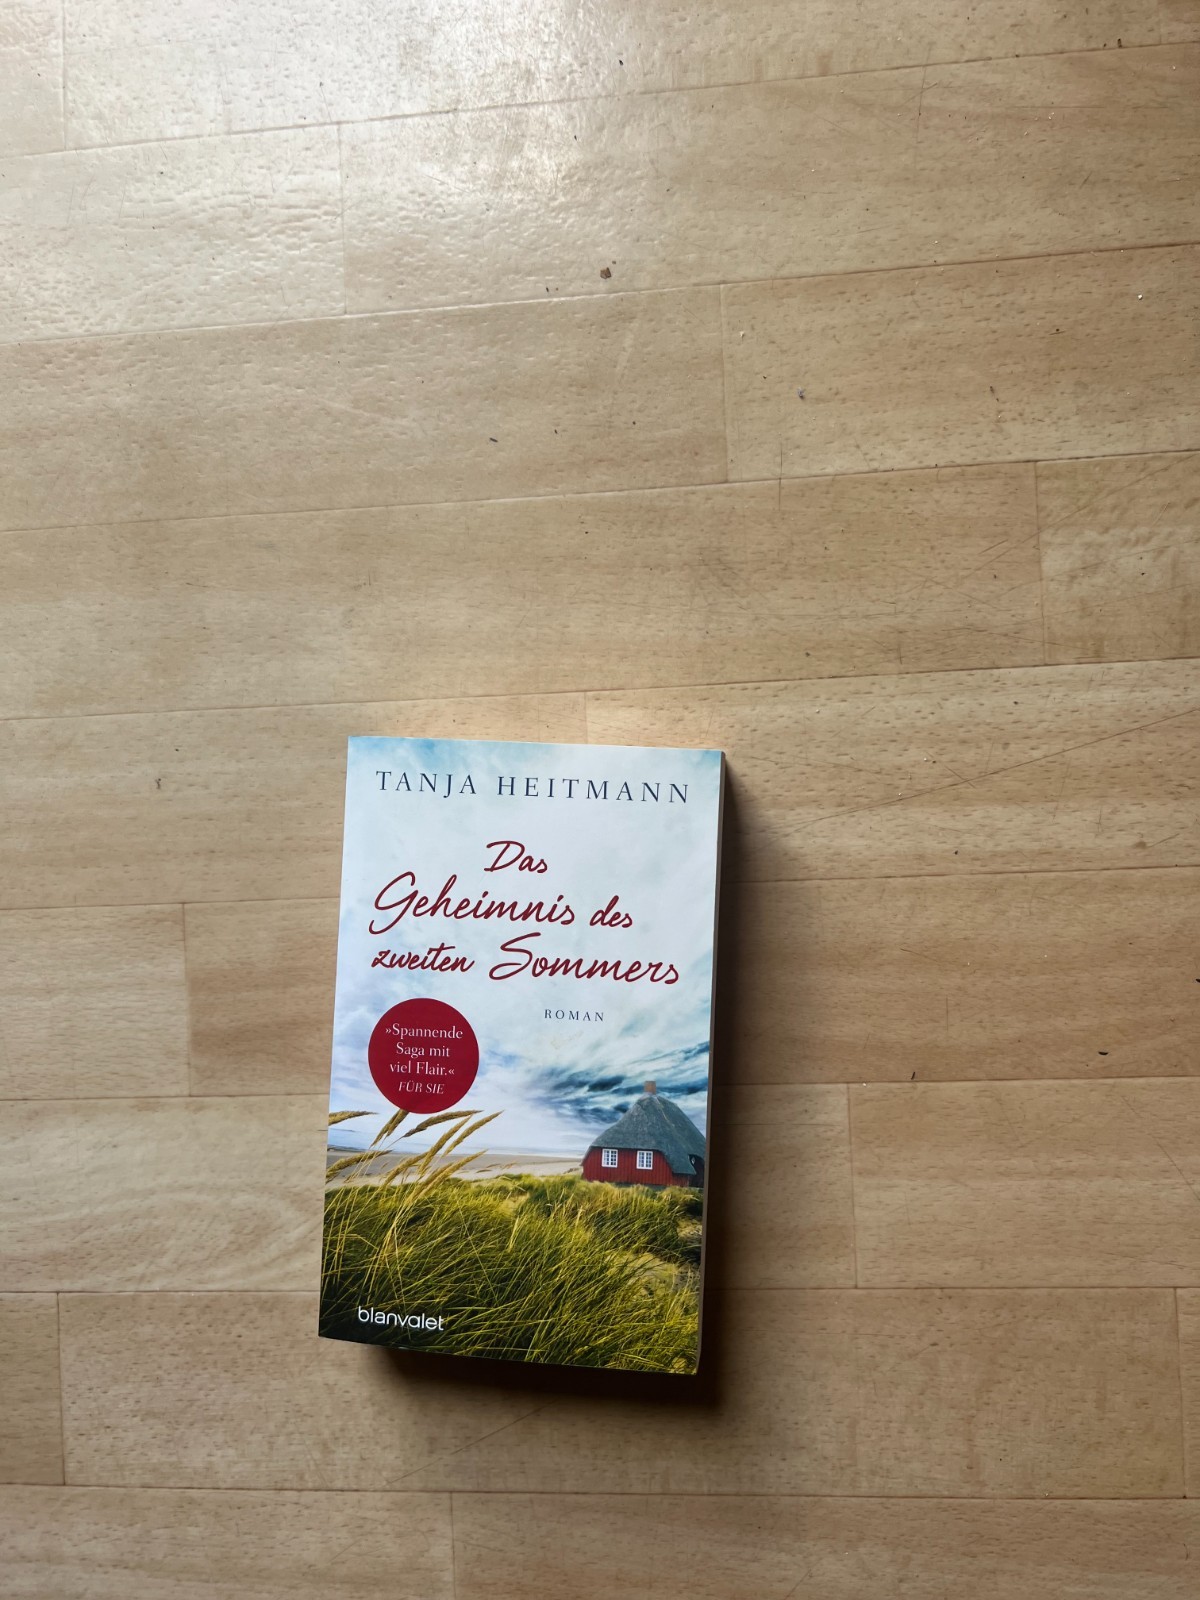 TANJA HEITMANN
Das
Geheimnis des
zweiten Sommers
ROMAN
»Spannende
Saga mit
viel Flair.«
FÜR SIE
blanvalet